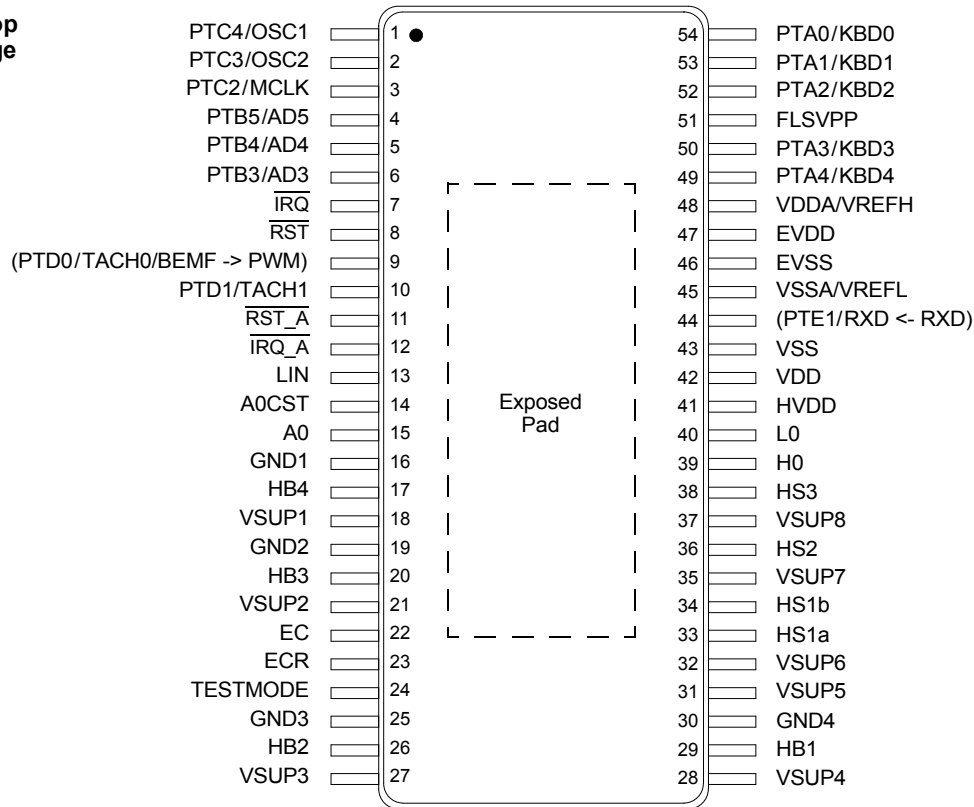 op
ge
PTC4/OSC1 1 54 PTA0/KBD0
PTC3/OSC2 2 53 PTA1/KBD1
PTC2/MCLK 3 52 PTA2/KBD2
PTB5/AD5 4 51 FLSVPP
PTB4/AD4 5 50 PTA3/KBD3
PTB3/AD3 6 49 PTA4/KBD4
IRQ 7 48 VDDA/VREFH
RST 8 47 EVDD
(PTD0/TACH0/BEMF -> PWM) 9 46 EVSS
PTD1/TACH1 10 45 VSSA/VREFL
RST_A 11 44 (PTE1/RXD <- RXD)
IRQ_A 12 43 VSS
LIN 13 42 VDD
A0CST 14 41 HVDD
A0 15 40 L0
GND1 16 39 H0
HB4 17 38 HS3
VSUP1 18 37 VSUP8
GND2 19 36 HS2
HB3 20 35 VSUP7
VSUP2 21 34 HS1b
EC 22 33 HS1a
ECR 23 32 VSUP6
TESTMODE 24 31 VSUP5
GND3 25 30 GND4
HB2 26 29 HB1
VSUP3 27 28 VSUP4
Exposed
Pad